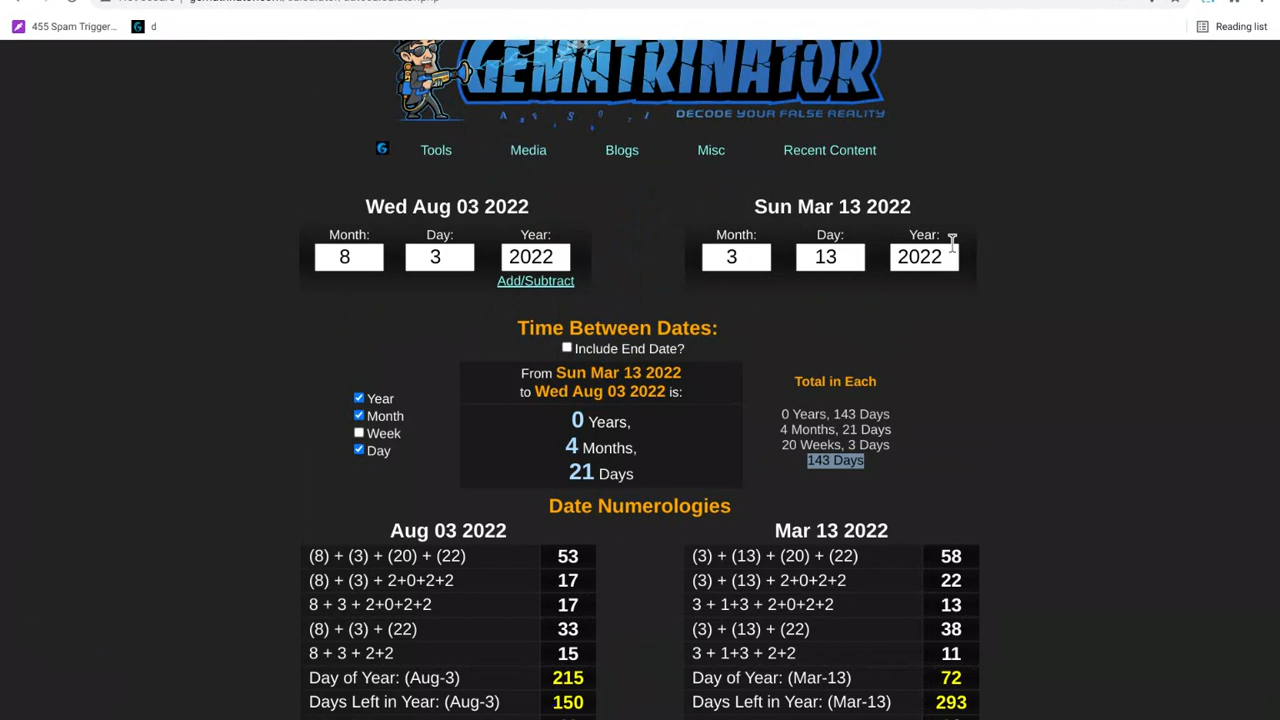 455 Spam Trigger... d Reading list
GEMATRINATOR
DECODE YOUR FALSE REALITY
Tools Media Blogs Misc Recent Content
Wed Aug 03 2022
Month: Day: Year:
8 3 2022
Add/Subtract
Sun Mar 13 2022
Month: Day: Year:
3 13 2022
Time Between Dates:
Include End Date?
Year
Month
Week
Day
From Sun Mar 13 2022
to Wed Aug 03 2022 is:
0 Years,
4 Months,
21 Days
Total in Each
0 Years, 143 Days
4 Months, 21 Days
20 Weeks, 3 Days
143 Days
Date Numerologies
Aug 03 2022
(8) + (3) + (20) + (22) 53
(8) + (3) + 2+0+2+2 17
8 + 3 + 2+0+2+2 17
(8) + (3) + (22) 33
8 + 3 + 2+2 15
Day of Year: (Aug-3) 215
Days Left in Year: (Aug-3) 150
Mar 13 2022
(3) + (13) + (20) + (22) 58
(3) + (13) + 2+0+2+2 22
3 + 1+3 + 2+0+2+2 13
(3) + (13) + (22) 38
3 + 1+3 + 2+2 11
Day of Year: (Mar-13) 72
Days Left in Year: (Mar-13) 293